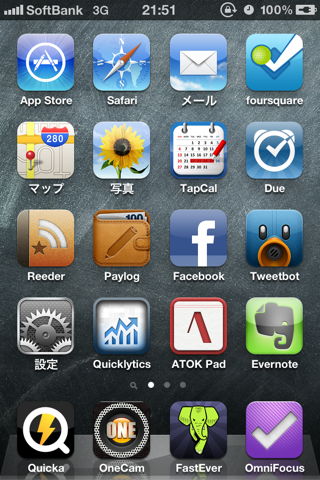 SoftBank 3G 21:51 100%
App Store Safari メール foursquare
280
マップ 写真 TapCal Due
100
Reeder Paylog Facebook Tweetbot
設定 Quicklytics ATOK Pad Evernote
ONE
Quicka OneCam FastEver OmniFocus